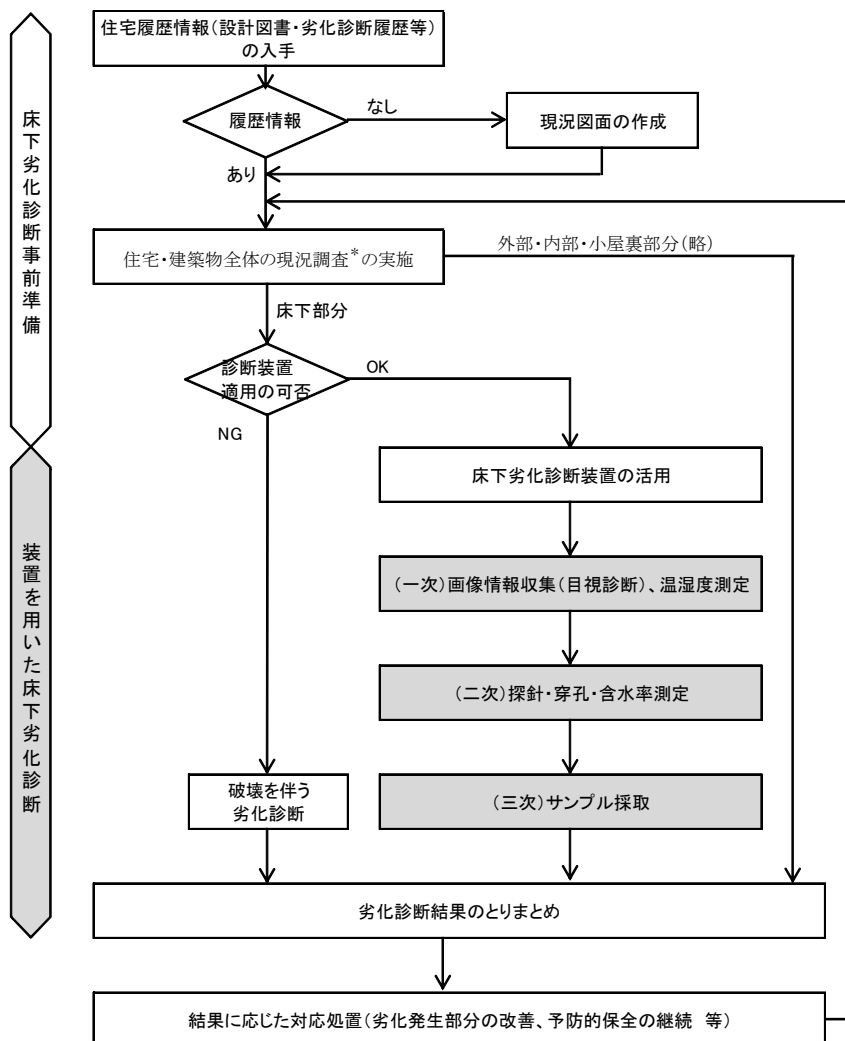 住宅履歴情報(設計図書・劣化診断履歴等)
の入手
履歴情報
なし
現況図面の作成
あり
住宅・建築物全体の現況調査*の実施
外部・内部・小屋裏部分(略)
床下部分
診断装置
適用の可否
OK
NG
床下劣化診断装置の活用
(一次)画像情報収集(目視診断)、温湿度測定
(二次)探針・穿孔・含水率測定
(三次)サンプル採取
破壊を伴う
劣化診断
劣化診断結果のとりまとめ
結果に応じた対応処置(劣化発生部分の改善、予防的保全の継続 等)
床下劣化診断事前準備
装置を用いた床下劣化診断